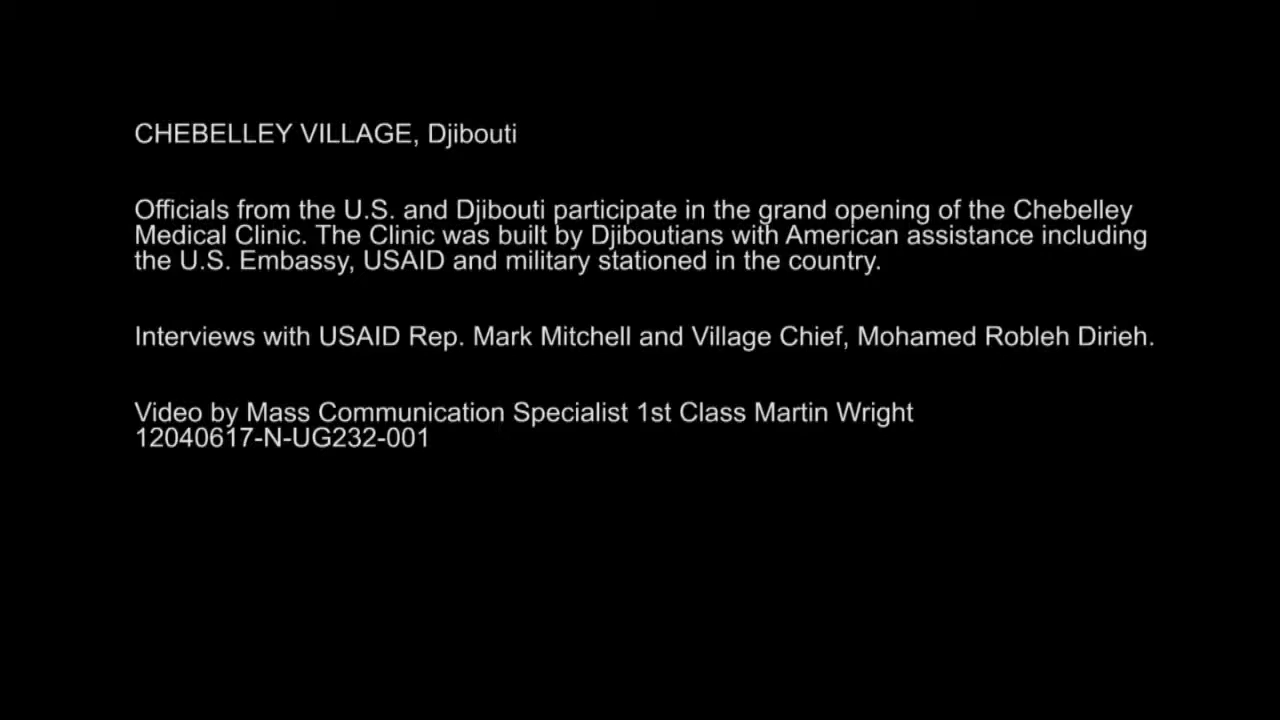 CHEBELLEY VILLAGE, Djibouti
Officials from the U.S. and Djibouti participate in the grand opening of the Chebelley
Medical Clinic. The Clinic was built by Djiboutians with American assistance including
the U.S. Embassy, USAID and military stationed in the country.
Interviews with USAID Rep. Mark Mitchell and Village Chief, Mohamed Robleh Dirieh.
Video by Mass Communication Specialist 1st Class Martin Wright
12040617-N-UG232-001